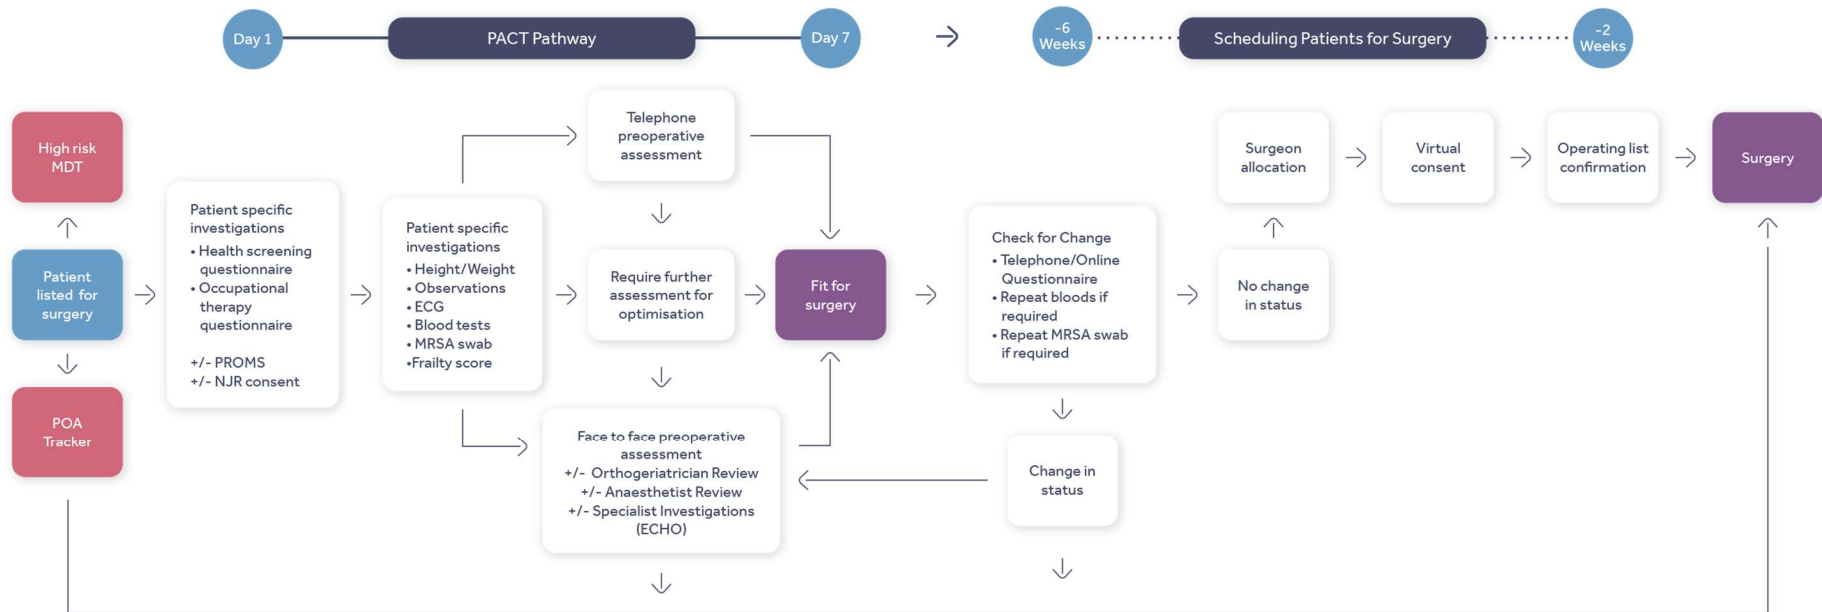 Day 1
PACT Pathway
Day 7
-6
Weeks
Scheduling Patients for Surgery
-2
Weeks
High risk
MDT
Patient
listed for
surgery
POA
Tracker
Patient specific
investigations
• Health screening
questionnaire
• Occupational
therapy
questionnaire
+/- PROMS
+/- NJR consent
Patient specific
investigations
• Height/Weight
• Observations
• ECG
• Blood tests
• MRSA swab
•Frailty score
Telephone
preoperative
assessment
Require further
assessment for
optimisation
Face to face preoperative
assessment
+/- Orthogeriatrician Review
+/- Anaesthetist Review
+/- Specialist Investigations
(ECHO)
Fit for
surgery
Check for Change
• Telephone/Online
Questionnaire
• Repeat bloods if
required
• Repeat MRSA swab
if required
Change in
status
No change
in status
Surgeon
allocation
Virtual
consent
Operating list
confirmation
Surgery